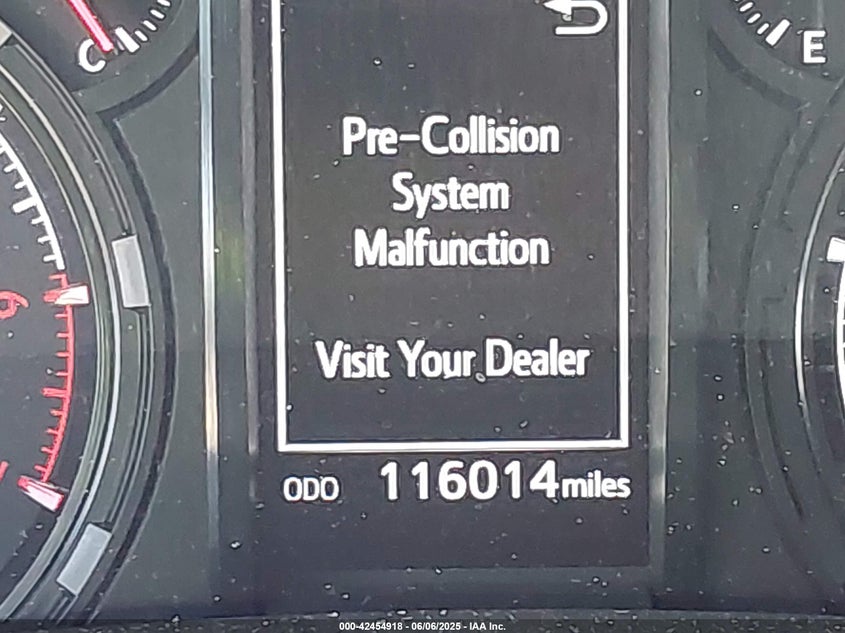 C
E
Pre-Collision
System
Malfunction
Visit Your Dealer
ODO 116014 miles
000-42454918 - 06/06/2025 - IAA Inc.